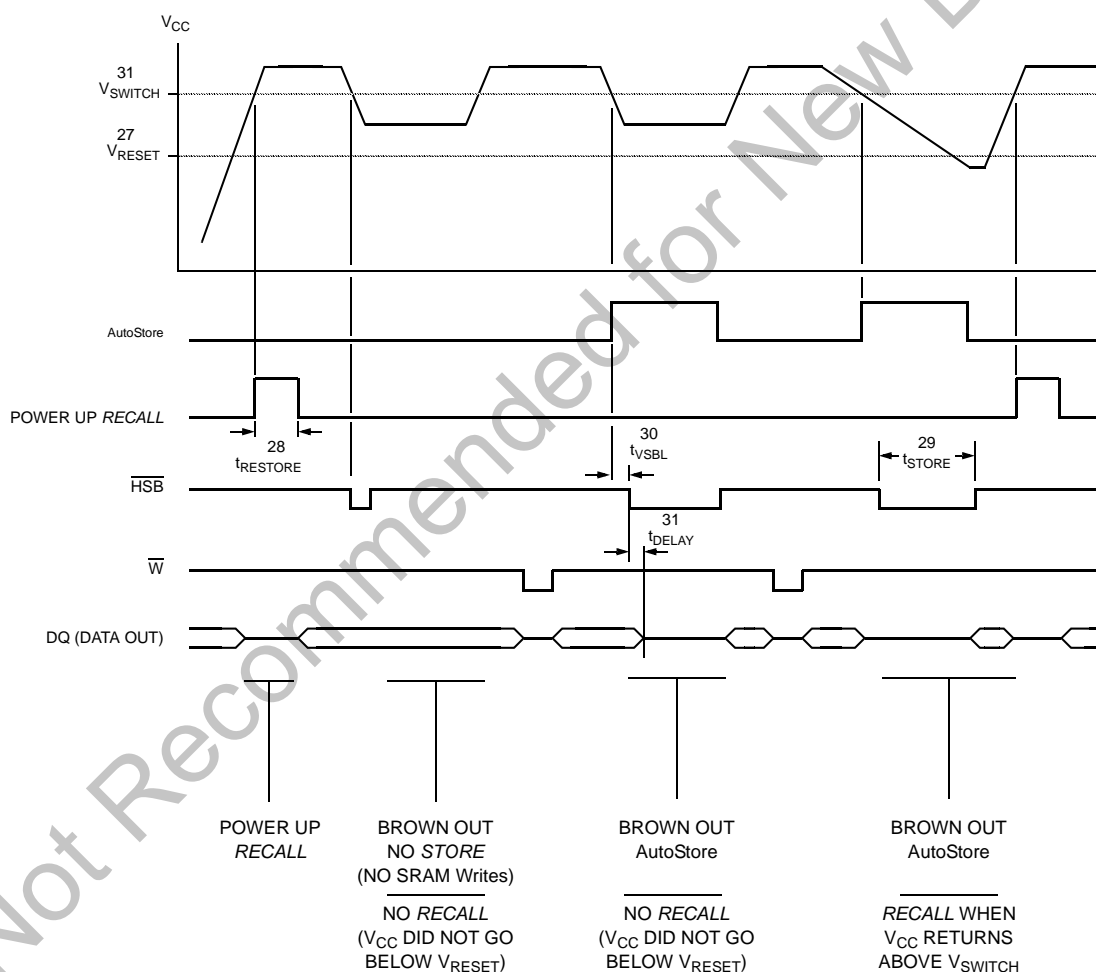 VCC
31
VSWITCH
27
VRESET
AutoStore
POWER UP RECALL
28
tRESTORE
30
tVSBL
29
tSTORE
HSB
31
tDELAY
W
DQ (DATA OUT)
POWER UP
RECALL
BROWN OUT
NO STORE
(NO SRAM Writes)
NO RECALL
(VCC DID NOT GO
BELOW VRESET)
BROWN OUT
AutoStore
NO RECALL
(VCC DID NOT GO
BELOW VRESET)
BROWN OUT
AutoStore
RECALL WHEN
VCC RETURNS
ABOVE VSWITCH
Not Recommended for New